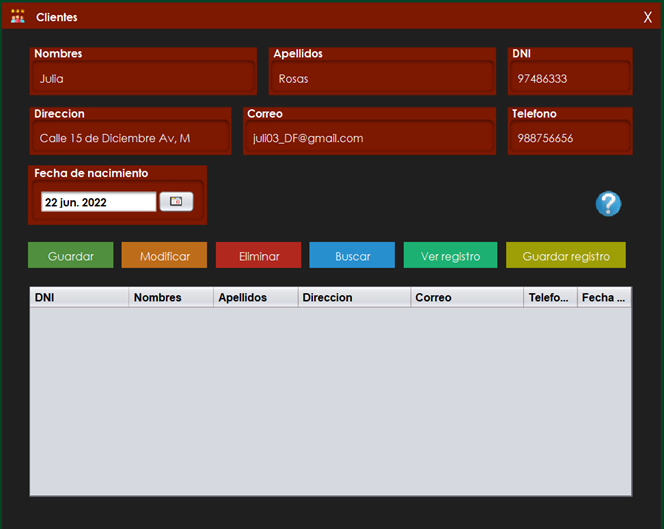 Clientes X
Nombres Apellidos DNI
Julia Rosas 97486333
Direccion Correo Telefono
Calle 15 de Diciembre Av, M juli03_DF@gmail.com 988756656
Fecha de nacimiento
22 jun. 2022
?
Guardar Modificar Eliminar Buscar Ver registro Guardar registro
DNI Nombres Apellidos Direccion Correo Telefo... Fecha ...